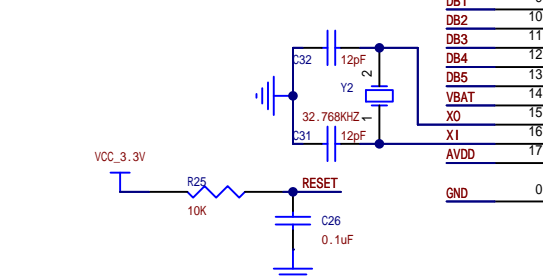 DB1
DB2 10
DB3 11
C32 12pF
DB4 12
Y2 2
DB5 13
VBAT 14
32.768KHZ 1
XO 15
C31 12pF
XI 16
AVDD 17
VCC_3.3V
R25
RESET
GND 0
10K
C26
0.1uF